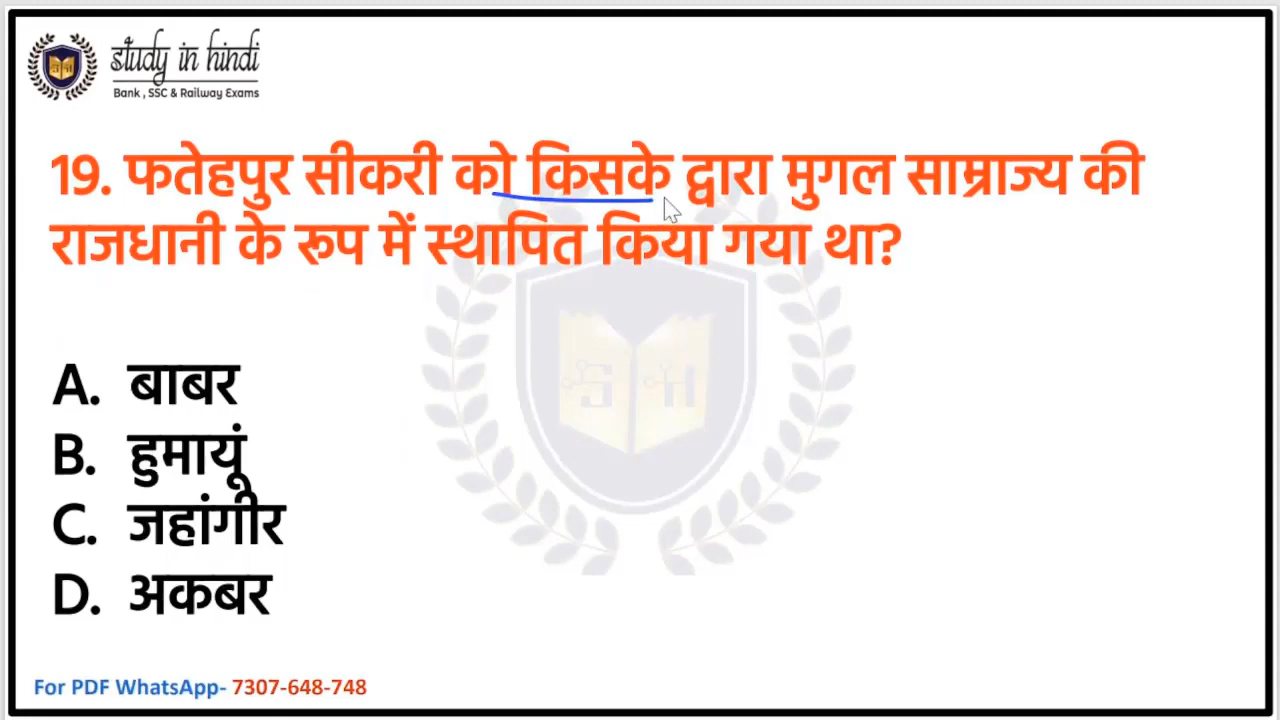 study in hindi
Bank , SSC & Railway Exams
19. फतेहपुर सीकरी को किसके द्वारा मुगल साम्राज्य की
राजधानी के रूप में स्थापित किया गया था?
S H
A. बाबर
B. हुमायूं
C. जहांगीर
D. अकबर
For PDF WhatsApp- 7307-648-748